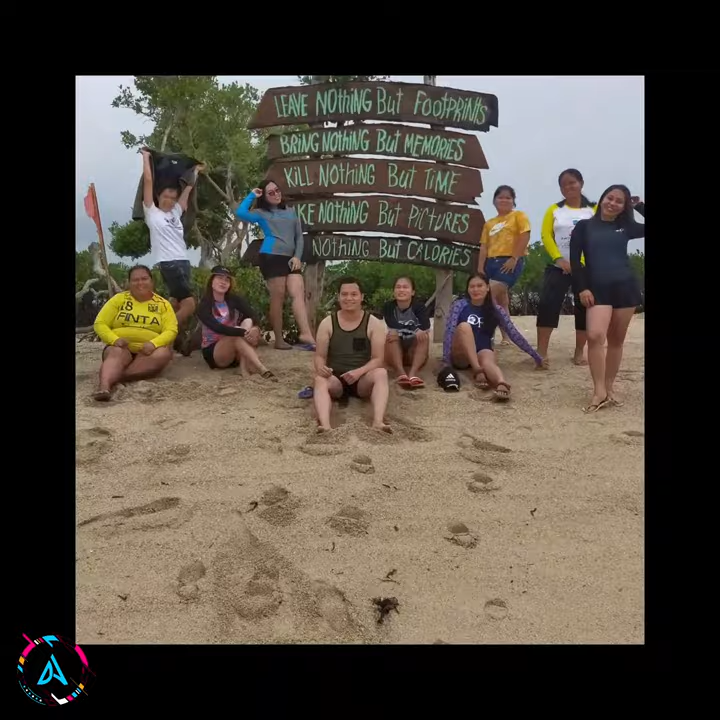 LEAVE NOTHING But FOOTPRINTS
BRING NOTHING But MEMORIES
KILL NOTHING But TIME
NOTHING But PICTURES
NOTHING But CALORIES
18
FINTA